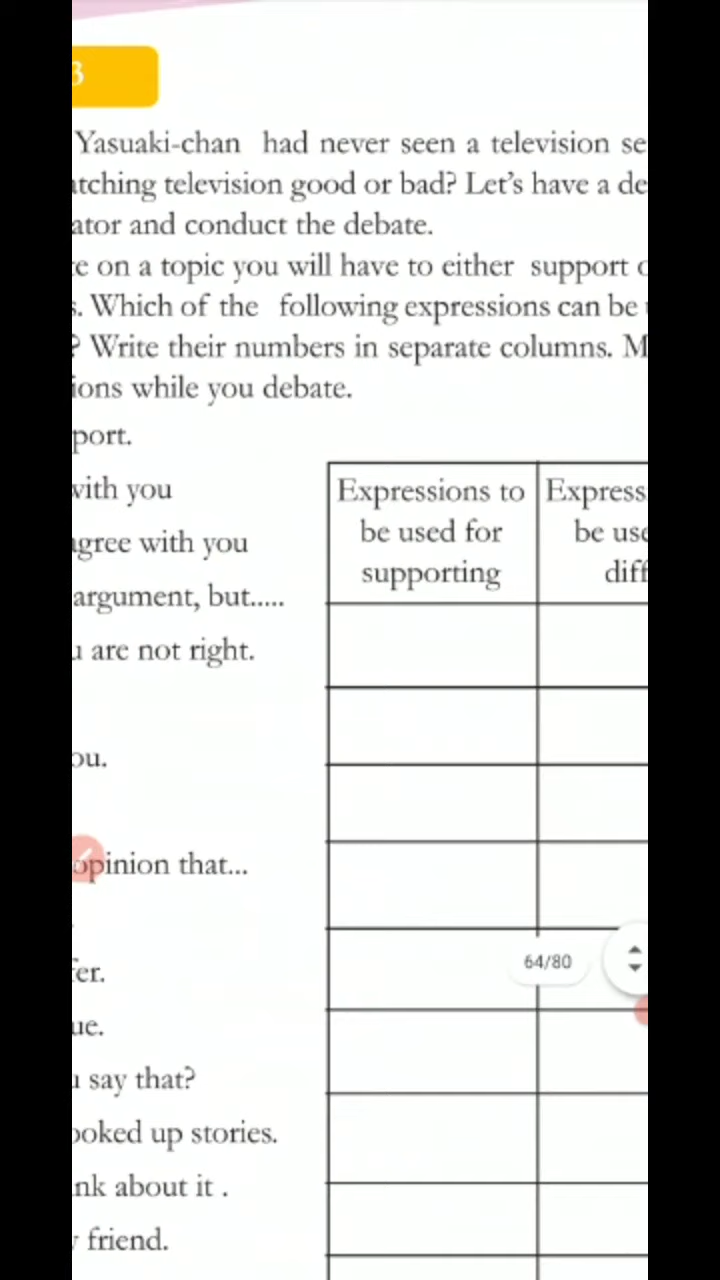 3
Yasuaki-chan had never seen a television se
tching television good or bad? Let's have a de
ator and conduct the debate.
e on a topic you will have to either support
s. Which of the following expressions can be
? Write their numbers in separate columns. M
ions while you debate.
port.
with you
Expressions to
be used for
supporting
Express
be use
diff
gree with you
argument, but.....
u are not right.
ou.
opinion that...
er.
64/80
ue.
u say that?
ooked up stories.
nk about it .
friend.